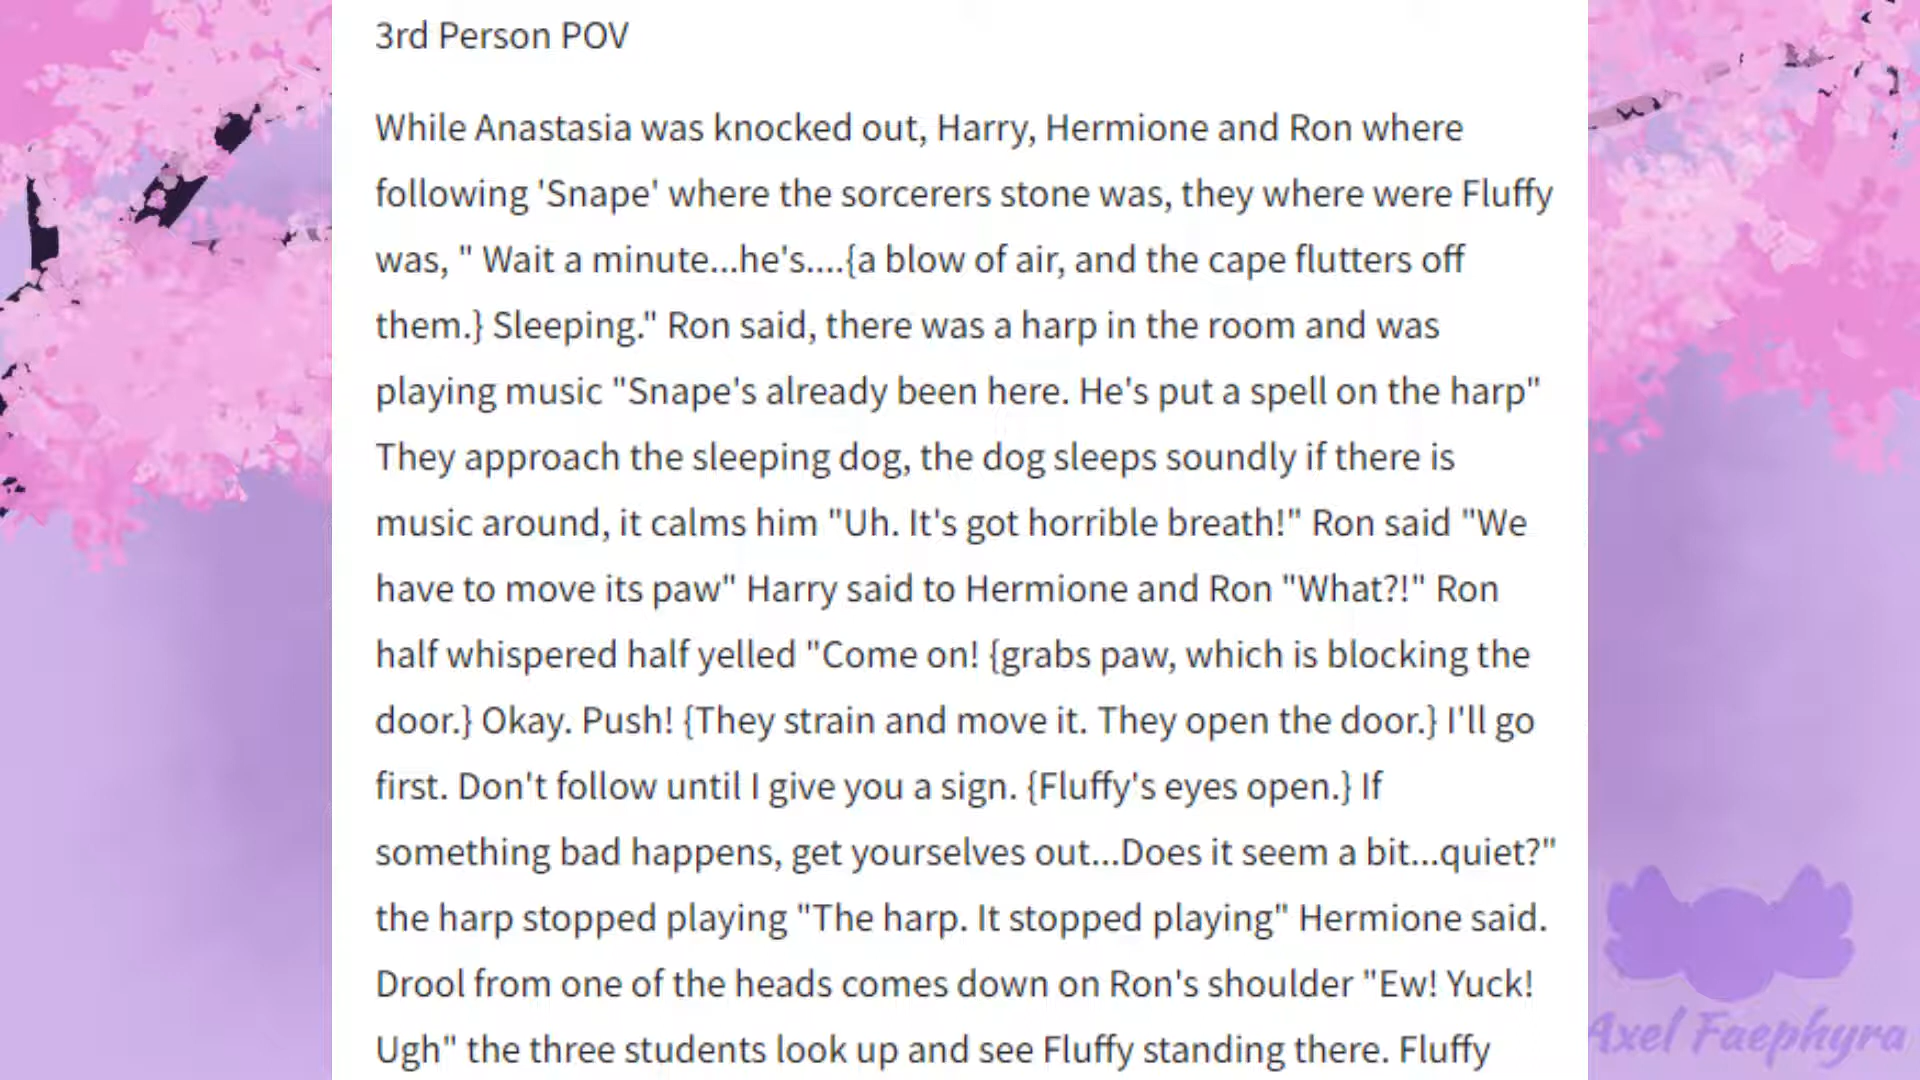 3rd Person POV
While Anastasia was knocked out, Harry, Hermione and Ron where
following 'Snape' where the sorcerers stone was, they where were Fluffy
was, " Wait a minute...he's....{a blow of air, and the cape flutters off
them.} Sleeping." Ron said, there was a harp in the room and was
playing music "Snape's already been here. He's put a spell on the harp"
They approach the sleeping dog, the dog sleeps soundly if there is
music around, it calms him "Uh. It's got horrible breath!" Ron said "We
have to move its paw" Harry said to Hermione and Ron "What?!" Ron
half whispered half yelled "Come on! {grabs paw, which is blocking the
door.} Okay. Push! {They strain and move it. They open the door.} I'll go
first. Don't follow until I give you a sign. {Fluffy's eyes open.} If
something bad happens, get yourselves out...Does it seem a bit...quiet?"
the harp stopped playing "The harp. It stopped playing" Hermione said.
Drool from one of the heads comes down on Ron's shoulder "Ew! Yuck!
Ugh" the three students look up and see Fluffy standing there. Fluffy
Axel Faephyra